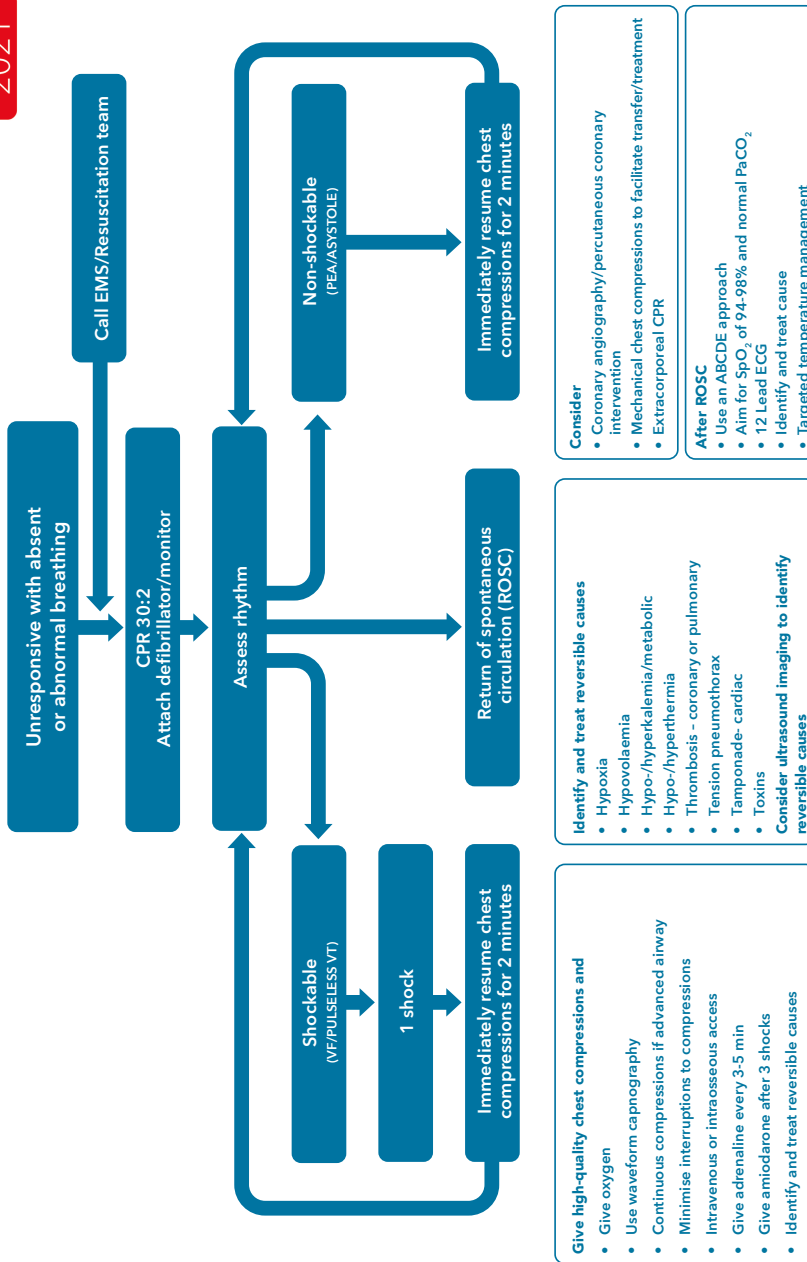 2021
Unresponsive with absent
or abnormal breathing
Call EMS/Resuscitation team
CPR 30:2
Attach defibrillator/monitor
Assess rhythm
Shockable
(VF/PULSELESS VT)
1 shock
Immediately resume chest
compressions for 2 minutes
Return of spontaneous
circulation (ROSC)
Non-shockable
(PEA/ASYSTOLE)
Immediately resume chest
compressions for 2 minutes
Give high-quality chest compressions and
• Give oxygen
• Use waveform capnography
• Continuous compressions if advanced airway
• Minimise interruptions to compressions
• Intravenous or intraosseous access
• Give adrenaline every 3-5 min
• Give amiodarone after 3 shocks
• Identify and treat reversible causes
Identify and treat reversible causes
• Hypoxia
• Hypovolaemia
• Hypo-/hyperkalemia/metabolic
• Hypo-/hyperthermia
• Thrombosis – coronary or pulmonary
• Tension pneumothorax
• Tamponade- cardiac
• Toxins
Consider ultrasound imaging to identify
reversible causes
Consider
• Coronary angiography/percutaneous coronary
intervention
• Mechanical chest compressions to facilitate transfer/treatment
• Extracorporeal CPR
After ROSC
• Use an ABCDE approach
• Aim for SpO₂ of 94-98% and normal PaCO₂
• 12 Lead ECG
• Identify and treat cause
• Targeted temperature management